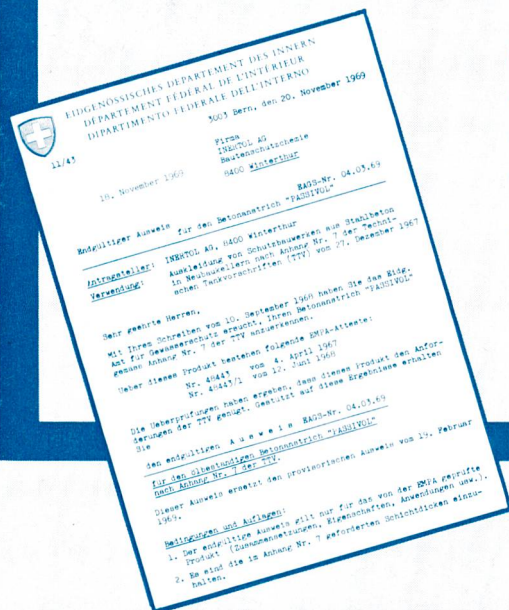 EIDGENÖSSISCHES DEPARTEMENT DES INNERN
DÉPARTEMENT FÉDÉRAL DE L'INTÉRIEUR
DIPARTIMENTO FEDERALE DELL'INTERNO
3003 Bern, den 20. November 1969
11/43
Firma
INERTOL AG
Bautenschutzchemie
8400 Winterthur
18. November 1969
EAGS-Nr. 04.03.69
Endgültiger Ausweis für den Betonanstrich "PASSIVOL"
Antragsteller: INERTOL AG, 8400 Winterthur
Verwendung: Auskleidung von Schutzbauwerken aus Stahlbeton
in Neubaukellern nach Anhang Nr. 7 der Techni-
schen Tankvorschriften (TTV) vom 27. Dezember 1967
Sehr geehrte Herren,
Mit Ihrem Schreiben vom 10. September 1968 haben Sie das Eidg.
Amt für Gewässerschutz ersucht, Ihren Betonanstrich "PASSIVOL"
gemäss Anhang Nr. 7 der TTV anzuerkennen.
Ueber dieses Produkt bestehen folgende EMPA-Atteste:
Nr. 48443 vom 4. April 1967
Nr. 48443/1 vom 12. Juni 1968
Die Ueberprüfungen haben ergeben, dass dieses Produkt den Anfor-
derungen der TTV genügt. Gestützt auf diese Ergebnisse erhalten
Sie
den endgültigen Ausweis EAGS-Nr. 04.03.69
für den ölbeständigen Betonanstrich "PASSIVOL"
nach Anhang Nr. 7 der TTV.
Dieser Ausweis ersetzt den provisorischen Ausweis vom 19. Februar
1969.
Bedingungen und Auflagen:
1. Der endgültige Ausweis gilt nur für das von der EMPA geprüfte
Produkt (Zusammensetzungen, Eigenschaften, Anwendungen usw.).
2. Es sind die im Anhang Nr. 7 geforderten Schichtdicken einzu-
halten.